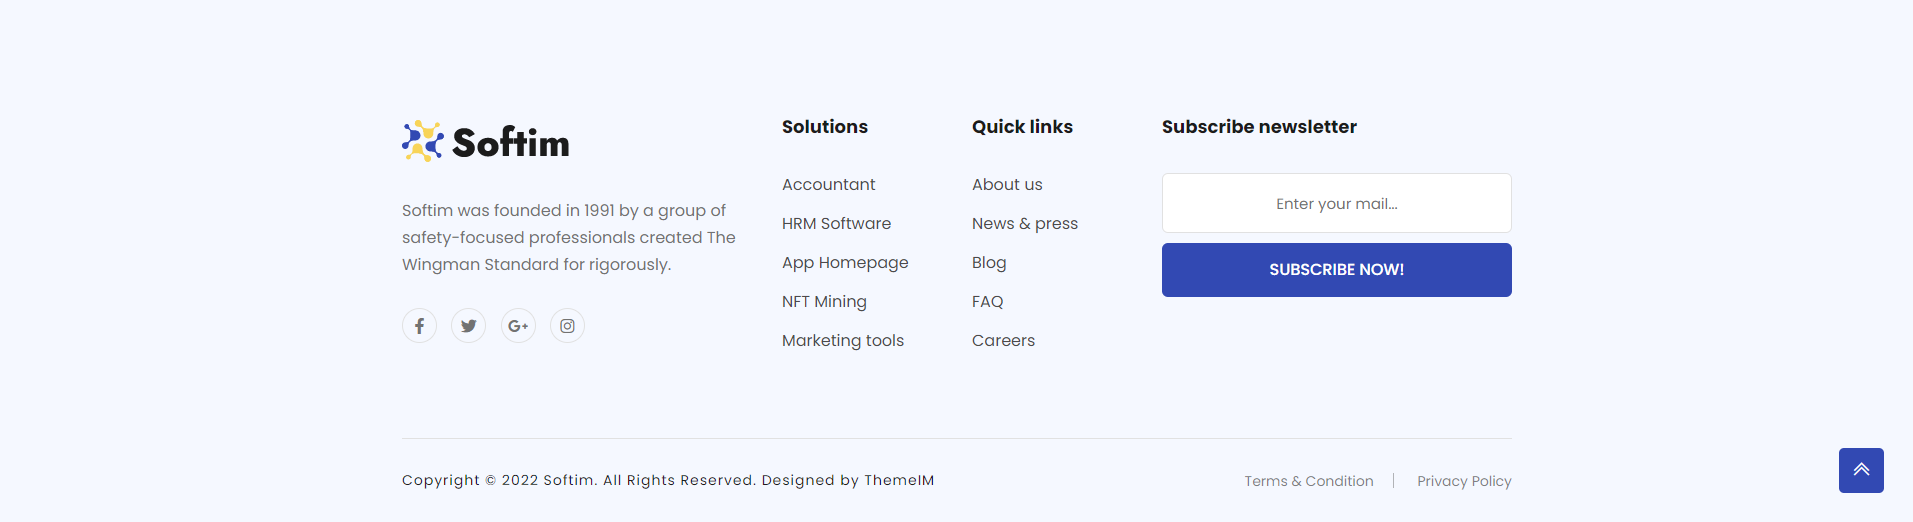 Softim
Softim was founded in 1991 by a group of
safety-focused professionals created The
Wingman Standard for rigorously.
Solutions
Accountant
HRM Software
App Homepage
NFT Mining
Marketing tools
Quick links
About us
News & press
Blog
FAQ
Careers
Subscribe newsletter
Enter your mail...
SUBSCRIBE NOW!
Copyright © 2022 Softim. All Rights Reserved. Designed by ThemeIM
Terms & Condition
Privacy Policy